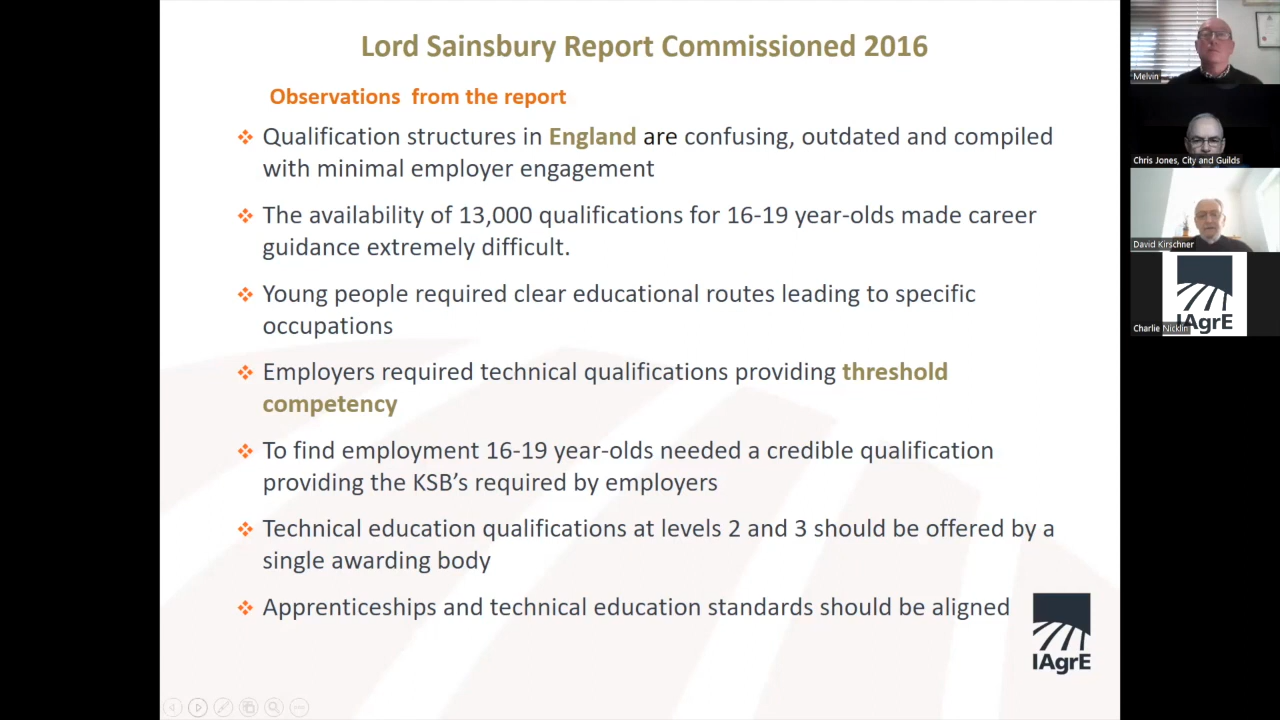 Lord Sainsbury Report Commissioned 2016
Observations from the report
Qualification structures in England are confusing, outdated and compiled
with minimal employer engagement
The availability of 13,000 qualifications for 16-19 year-olds made career
guidance extremely difficult.
Young people required clear educational routes leading to specific
occupations
Employers required technical qualifications providing threshold
competency
To find employment 16-19 year-olds needed a credible qualification
providing the KSB's required by employers
Technical education qualifications at levels 2 and 3 should be offered by a
single awarding body
Apprenticeships and technical education standards should be aligned
IAgrE
Melvin
Chris Jones, City and Guilds
David Kirschner
IAgrE
Charlie Nicklin